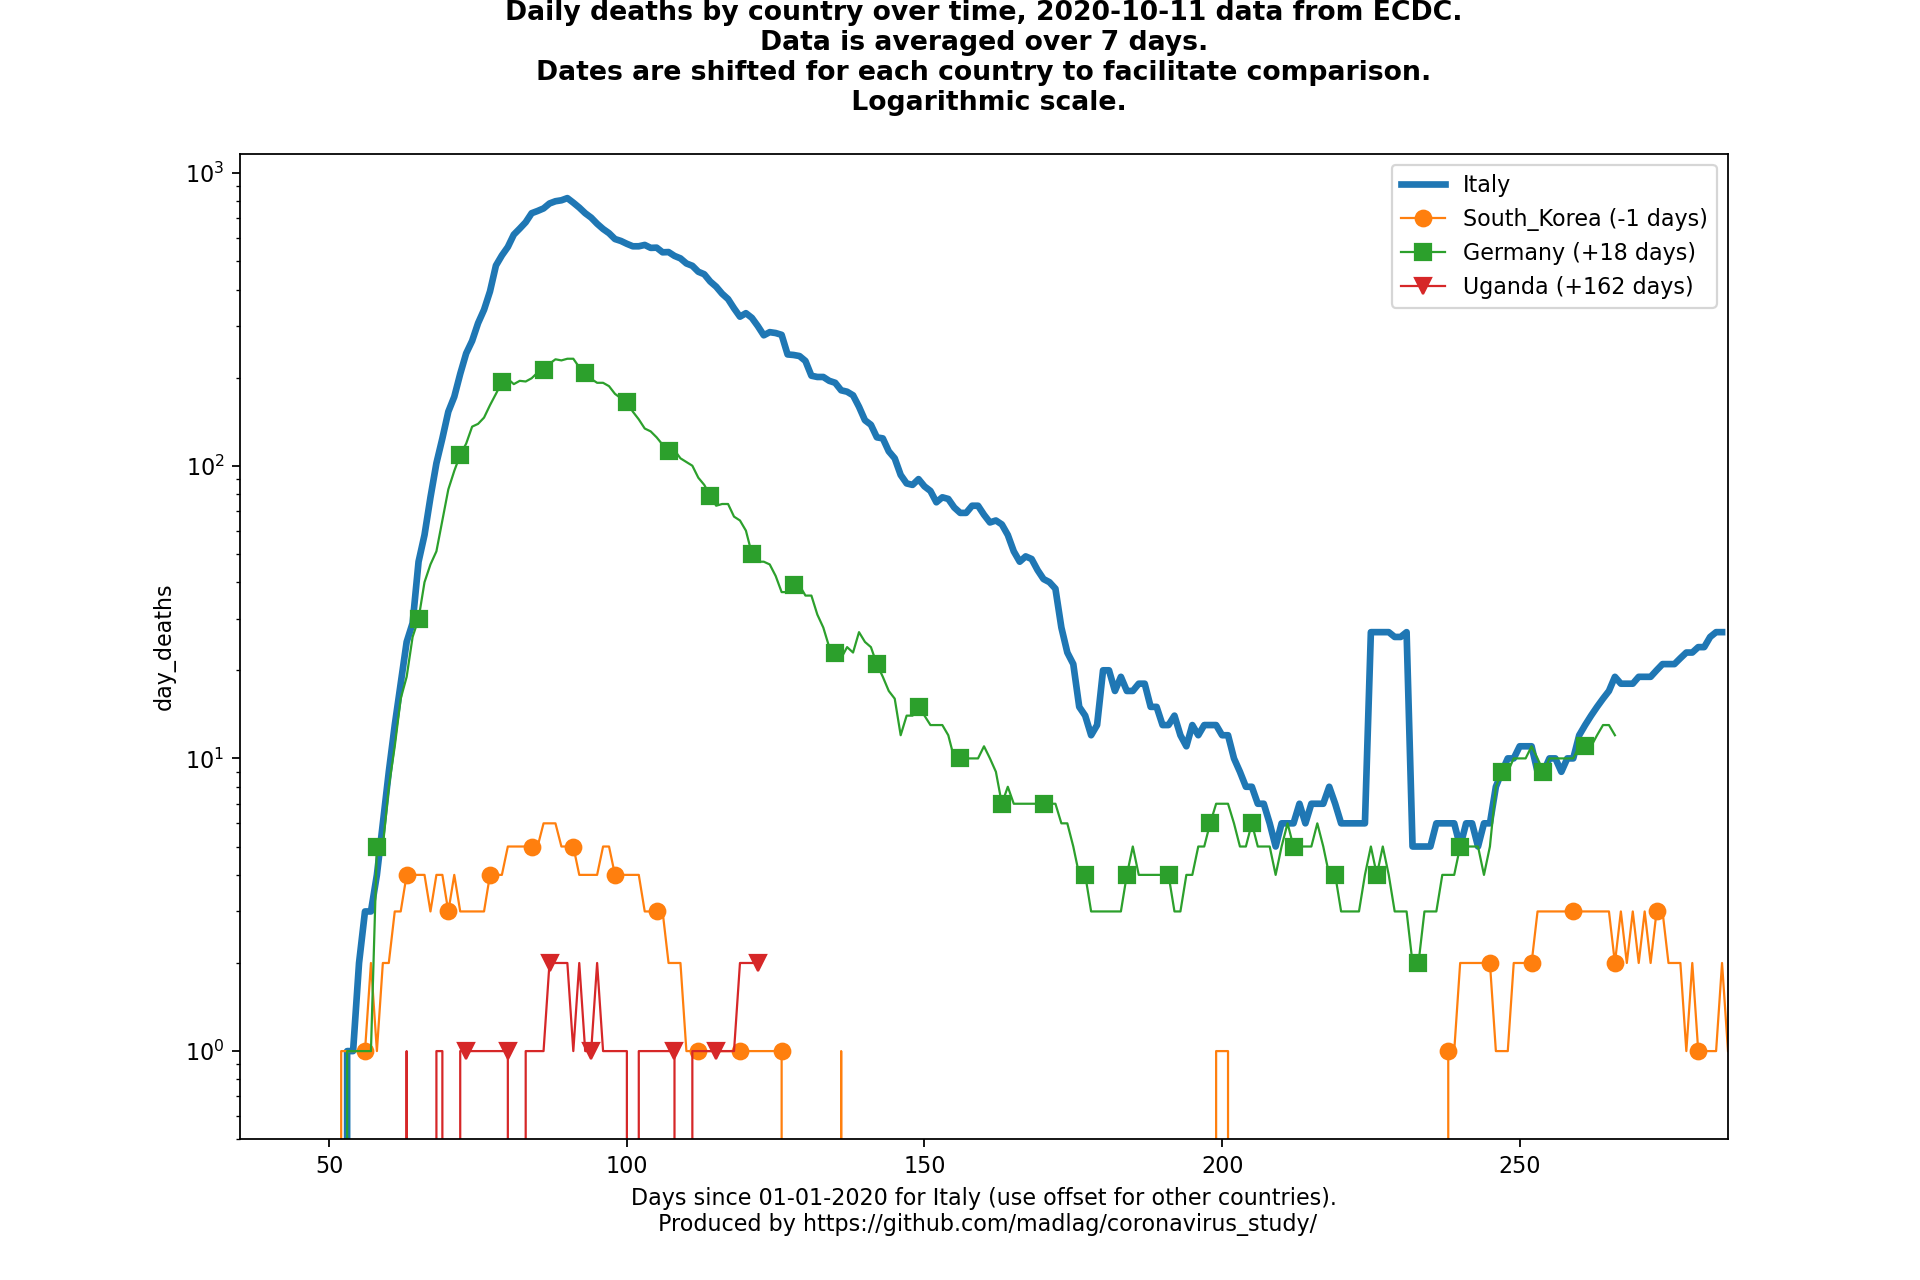 Daily deaths by country over time, 2020-10-11 data from ECDC.
Data is averaged over 7 days.
Dates are shifted for each country to facilitate comparison.
Logarithmic scale.
10³
10²
10¹
10⁰
day_deaths
Italy
South_Korea (-1 days)
Germany (+18 days)
Uganda (+162 days)
50 100 150 200 250
Days since 01-01-2020 for Italy (use offset for other countries).
Produced by https://github.com/madlag/coronavirus_study/